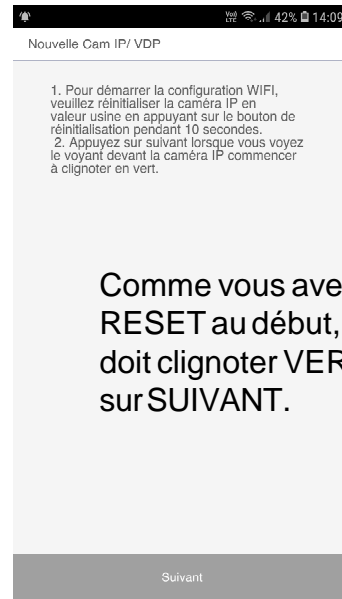 42% 14:09
Nouvelle Cam IP/ VDP
1. Pour démarrer la configuration WIFI,
veuillez réinitialiser la caméra IP en
valeur usine en appuyant sur le bouton de
réinitialisation pendant 10 secondes.
2. Appuyez sur suivant lorsque vous voyez
le voyant devant la caméra IP commencer
à clignoter en vert.
Comme vous ave
RESET au début,
doit clignoter VER
sur SUIVANT.
Suivant